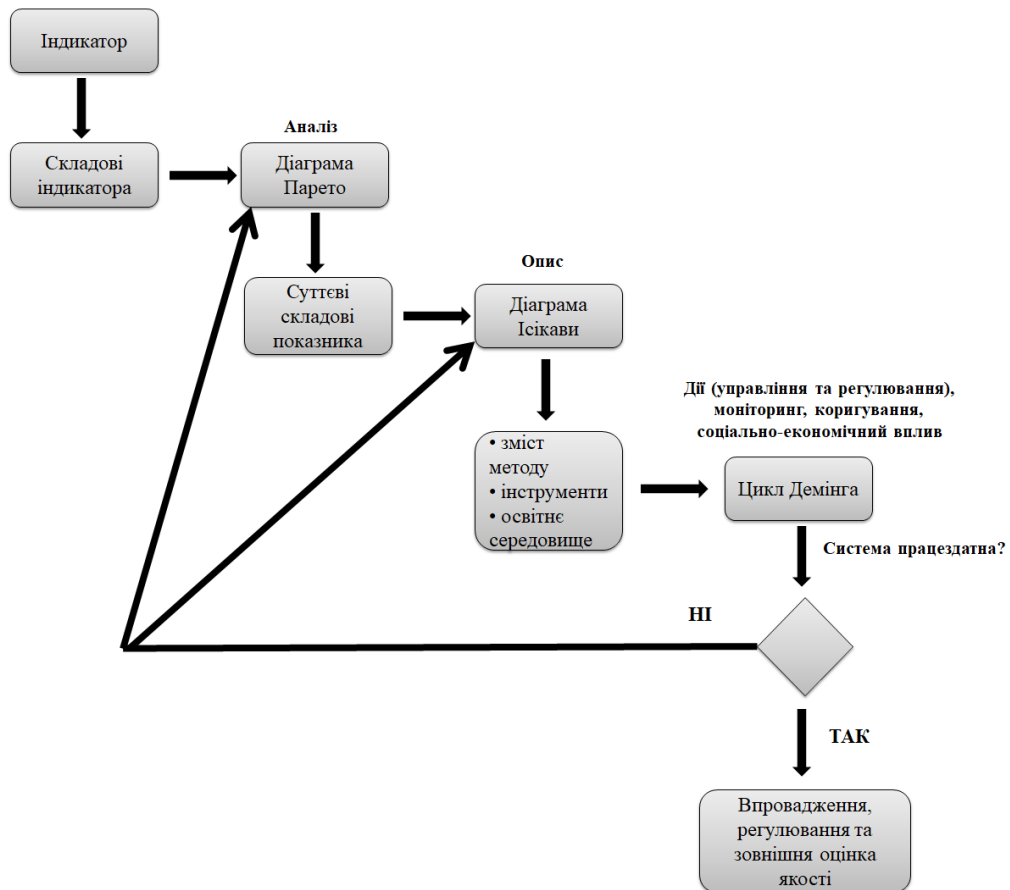 Індикатор
Складові
індикатора
Аналіз
Діаграма
Парето
Суттєві
складові
показника
Опис
Діаграма
Ісікави
• зміст
методу
• інструменти
• освітнє
середовище
Дії (управління та регулювання),
моніторинг, коригування,
соціально-економічний вплив
Цикл Демінга
Система працездатна?
НІ
ТАК
Впровадження,
регулювання та
зовнішня оцінка
якості